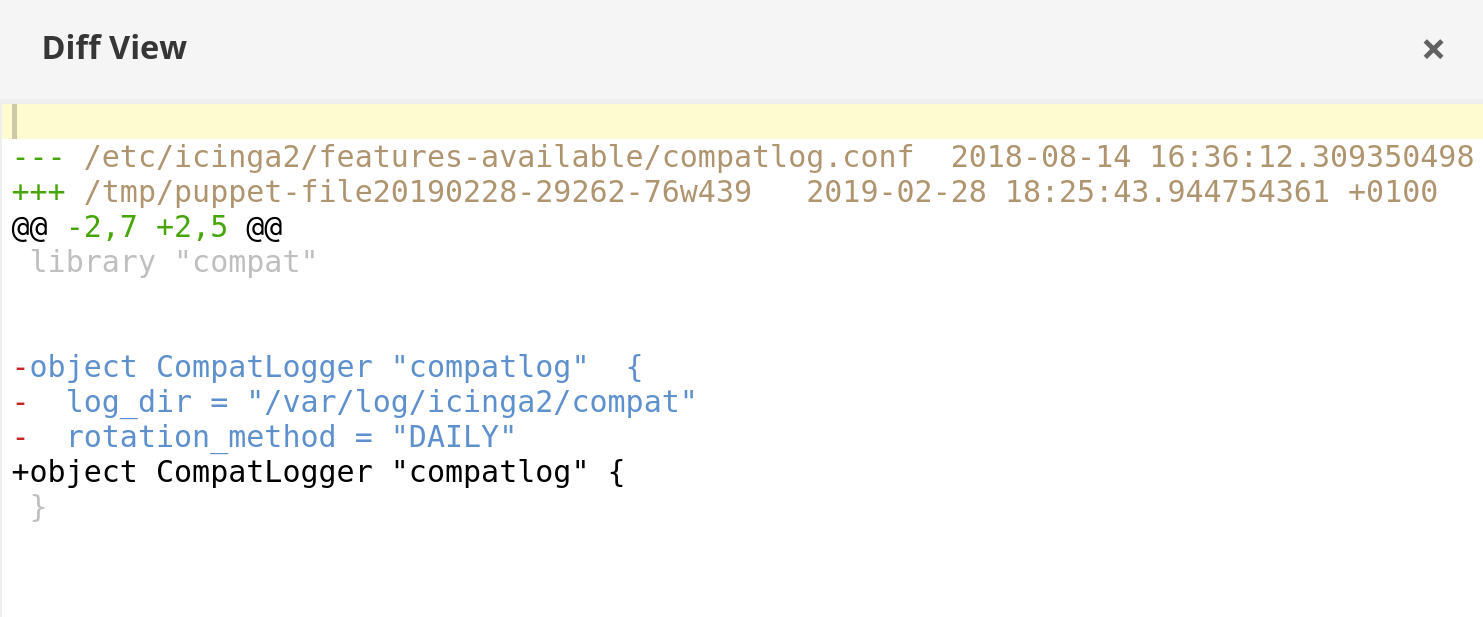 Diff View
×
--- /etc/icinga2/features-available/compatlog.conf  2018-08-14 16:36:12.309350498
+++ /tmp/puppet-file20190228-29262-76w439   2019-02-28 18:25:43.944754361 +0100
@@ -2,7 +2,5 @@
 library "compat"
-object CompatLogger "compatlog"  {
-  log_dir = "/var/log/icinga2/compat"
-  rotation_method = "DAILY"
+object CompatLogger "compatlog" {
 }